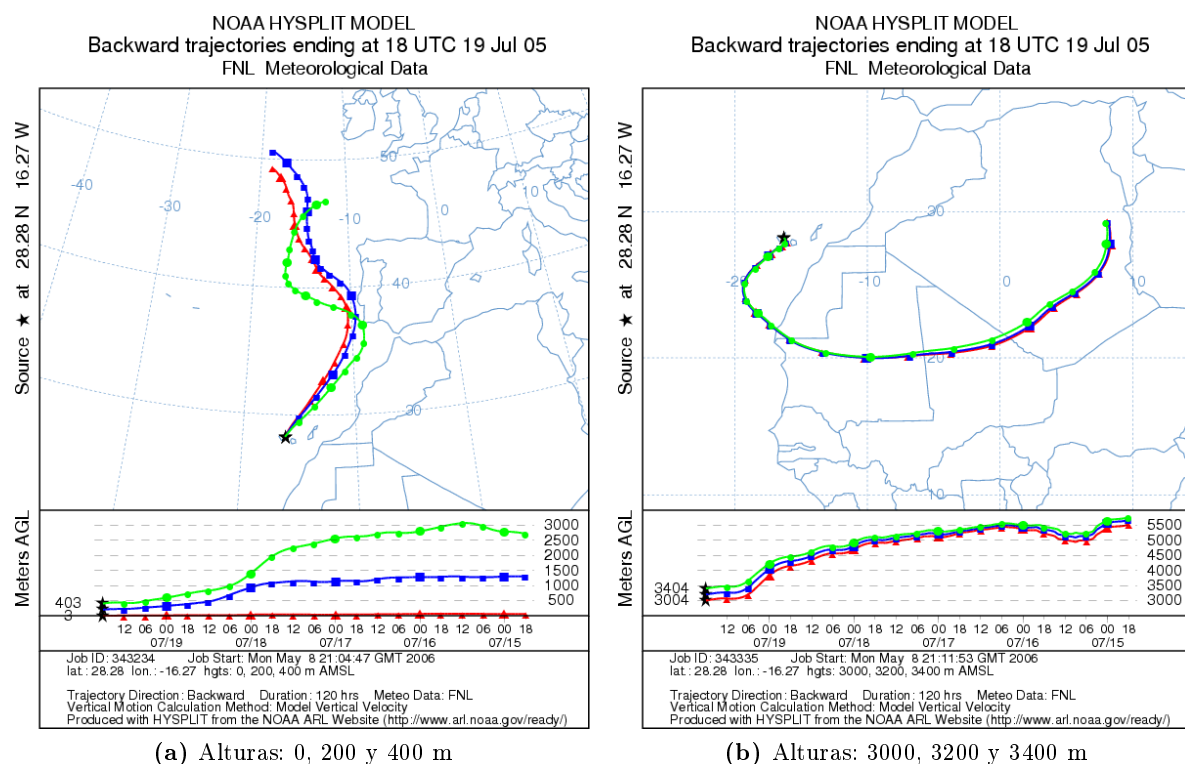 NOAA HYSPLIT MODEL
Backward trajectories ending at 18 UTC 19 Jul 05
FNL Meteorological Data
Source ★ at 28.28 N 16.27 W
-40
-30
-20
-10
0
50
40
30
Meters AGL
403
3
3000
2500
2000
1500
1000
500
12 06 00 18 12 06 00 18 12 06 00 18 12 06 00 18 12 06 00 18
07/19 07/18 07/17 07/16 07/15
Job ID: 343234 Job Start: Mon May 8 21:04:47 GMT 2006
lat.: 28.28 lon.: -16.27 hgts: 0, 200, 400 m AMSL
Trajectory Direction: Backward Duration: 120 hrs Meteo Data: FNL
Vertical Motion Calculation Method: Model Vertical Velocity
Produced with HYSPLIT from the NOAA ARL Website (http://www.arl.noaa.gov/ready/)
(a) Alturas: 0, 200 y 400 m
NOAA HYSPLIT MODEL
Backward trajectories ending at 18 UTC 19 Jul 05
FNL Meteorological Data
Source ★ at 28.28 N 16.27 W
30
-20
-10
0
10
20
10
Meters AGL
3404
3004
5500
5000
4500
4000
3500
3000
12 06 00 18 12 06 00 18 12 06 00 18 12 06 00 18 12 06 00 18
07/19 07/18 07/17 07/16 07/15
Job ID: 343335 Job Start: Mon May 8 21:11:53 GMT 2006
lat.: 28.28 lon.: -16.27 hgts: 3000, 3200, 3400 m AMSL
Trajectory Direction: Backward Duration: 120 hrs Meteo Data: FNL
Vertical Motion Calculation Method: Model Vertical Velocity
Produced with HYSPLIT from the NOAA ARL Website (http://www.arl.noaa.gov/ready/)
(b) Alturas: 3000, 3200 y 3400 m